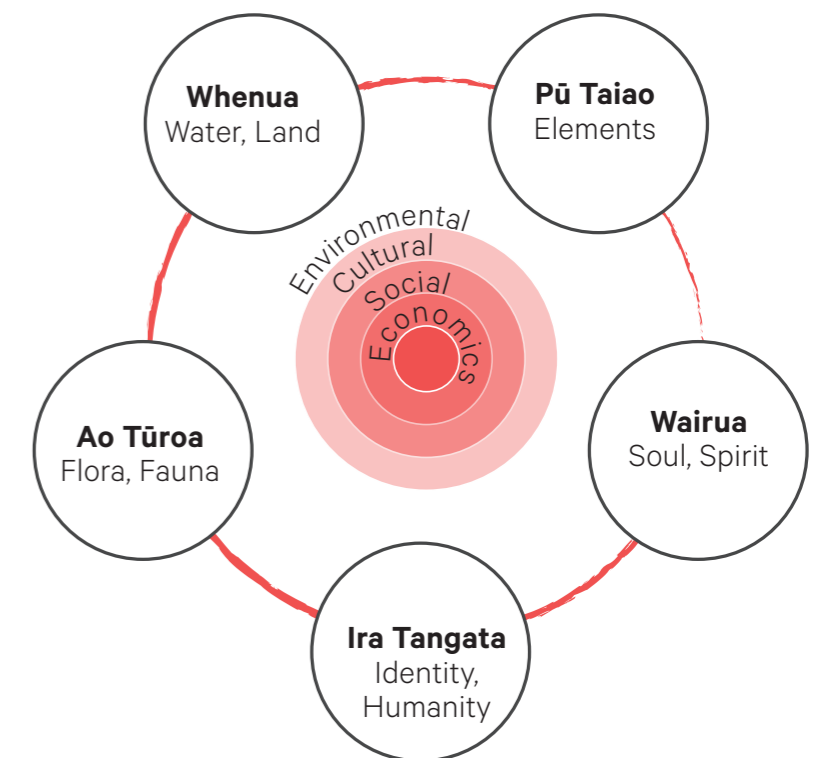 Whenua
Water, Land
Pū Taiao
Elements
Environmental
Cultural
Social
Economics
Ao Tūroa
Flora, Fauna
Wairua
Soul, Spirit
Ira Tangata
Identity,
Humanity